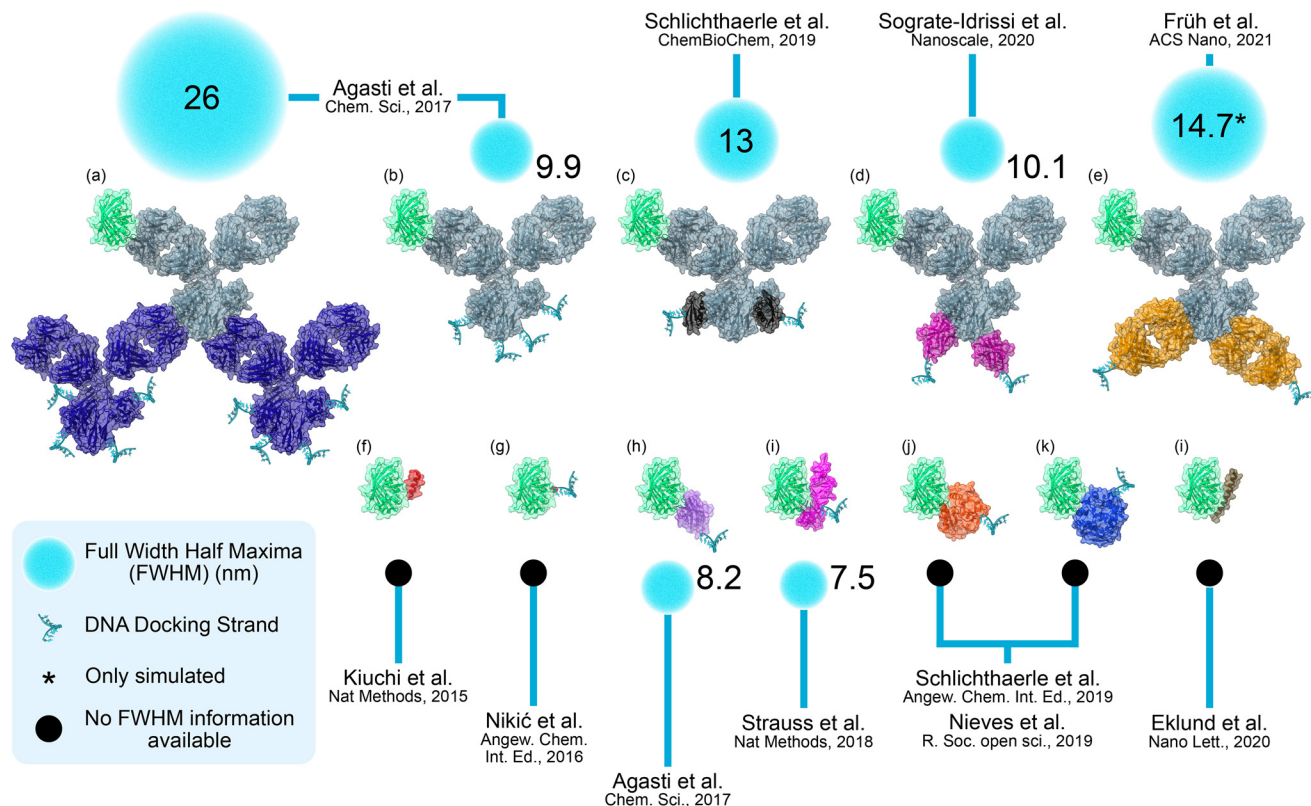 26
Agasti et al.
Chem. Sci., 2017
9.9
Schlichthaerle et al.
ChemBioChem, 2019
13
Sograte-Idrissi et al.
Nanoscale, 2020
10.1
Früh et al.
ACS Nano, 2021
14.7*
(a)
(b)
(c)
(d)
(e)
(f)
(g)
(h)
(i)
(j)
(k)
(i)
8.2
7.5
Full Width Half Maxima
(FWHM) (nm)
DNA Docking Strand
* Only simulated
No FWHM information
available
Kiuchi et al.
Nat Methods, 2015
Nikić et al.
Angew. Chem.
Int. Ed., 2016
Agasti et al.
Chem. Sci., 2017
Strauss et al.
Nat Methods, 2018
Schlichthaerle et al.
Angew. Chem. Int. Ed., 2019
Nieves et al.
R. Soc. open sci., 2019
Eklund et al.
Nano Lett., 2020